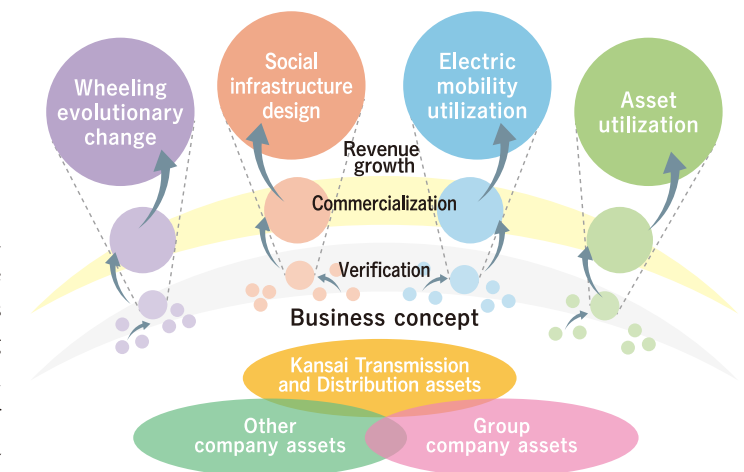 Wheeling
evolutionary
change
Social
infrastructure
design
Electric
mobility
utilization
Asset
utilization
Revenue
growth
Commercialization
Verification
Business concept
Kansai Transmission
and Distribution assets
Other
company assets
Group
company assets